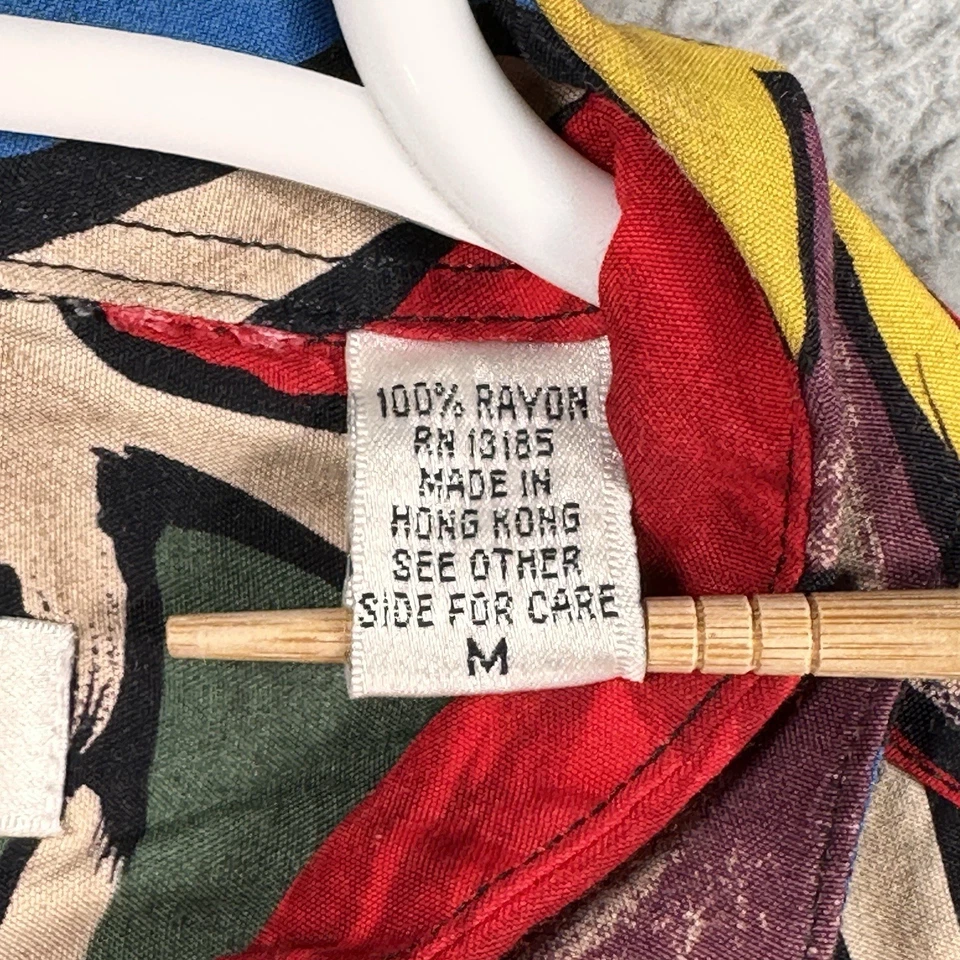 100% RAYON
RN 13185
MADE IN
HONG KONG
SEE OTHER
SIDE FOR CARE
M